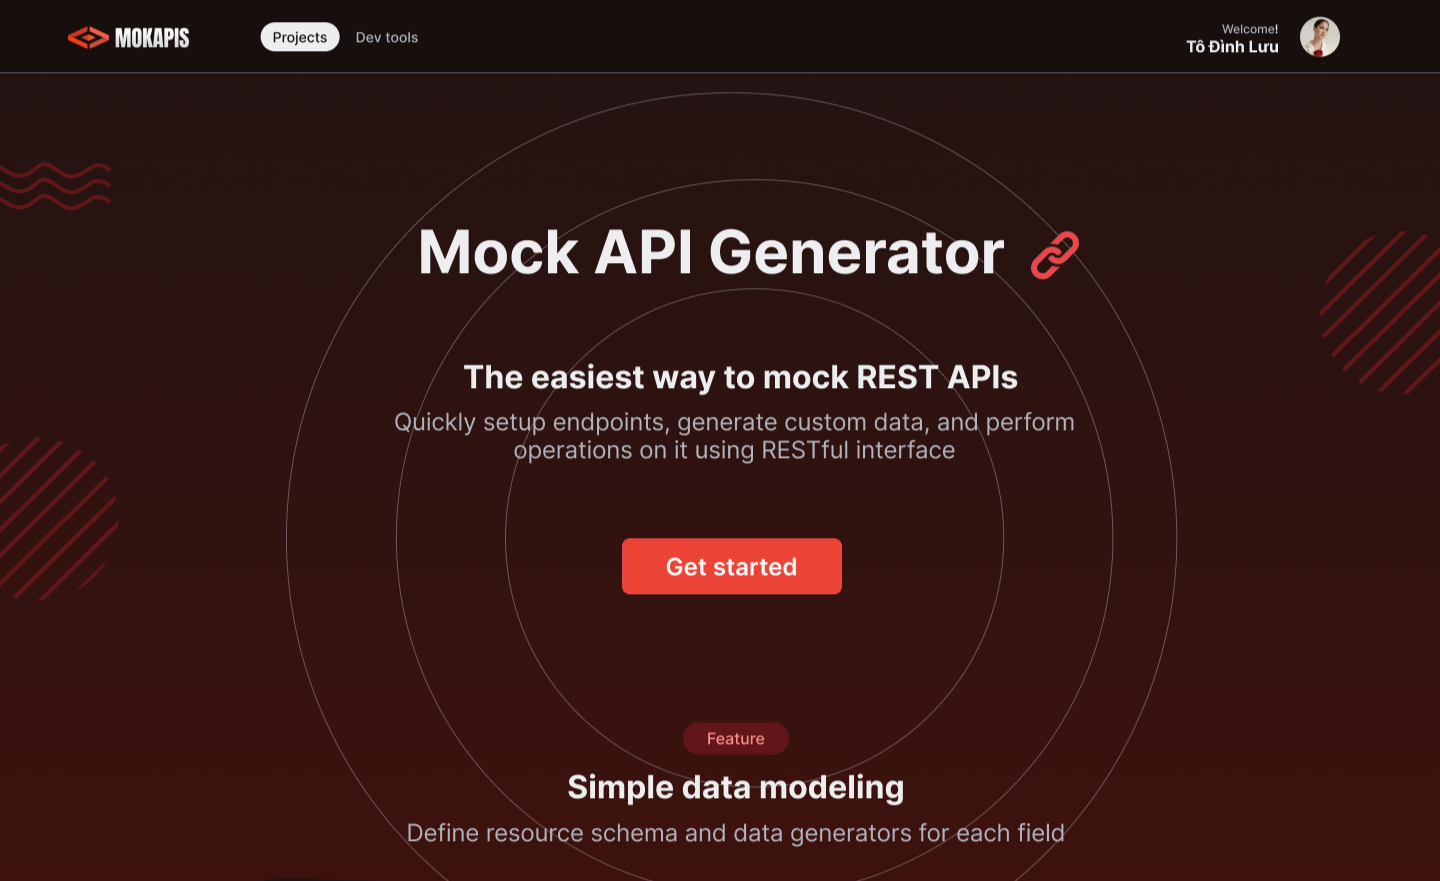 MOKAPIS
Projects
Dev tools
Welcome!
Tô Đình Lưu
Mock API Generator
The easiest way to mock REST APIs
Quickly setup endpoints, generate custom data, and perform
operations on it using RESTful interface
Get started
Feature
Simple data modeling
Define resource schema and data generators for each field